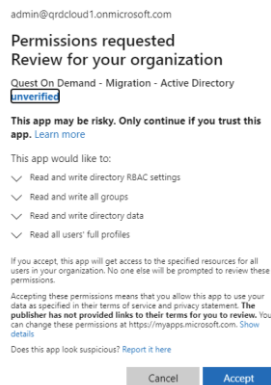 admin@qrdcloud1.onmicrosoft.com
Permissions requested
Review for your organization
Quest On Demand - Migration - Active Directory
unverified
This app may be risky. Only continue if you trust this
app. Learn more
This app would like to:
Read and write directory RBAC settings
Read and write all groups
Read and write directory data
Read all users' full profiles
If you accept, this app will get access to the specified resources for all
users in your organization. No one else will be prompted to review these
permissions.
Accepting these permissions means that you allow this app to use your
data as specified in their terms of service and privacy statement. The
publisher has not provided links to their terms for you to review. You
can change these permissions at https://myapps.microsoft.com. Show
details
Does this app look suspicious? Report it here
Cancel
Accept